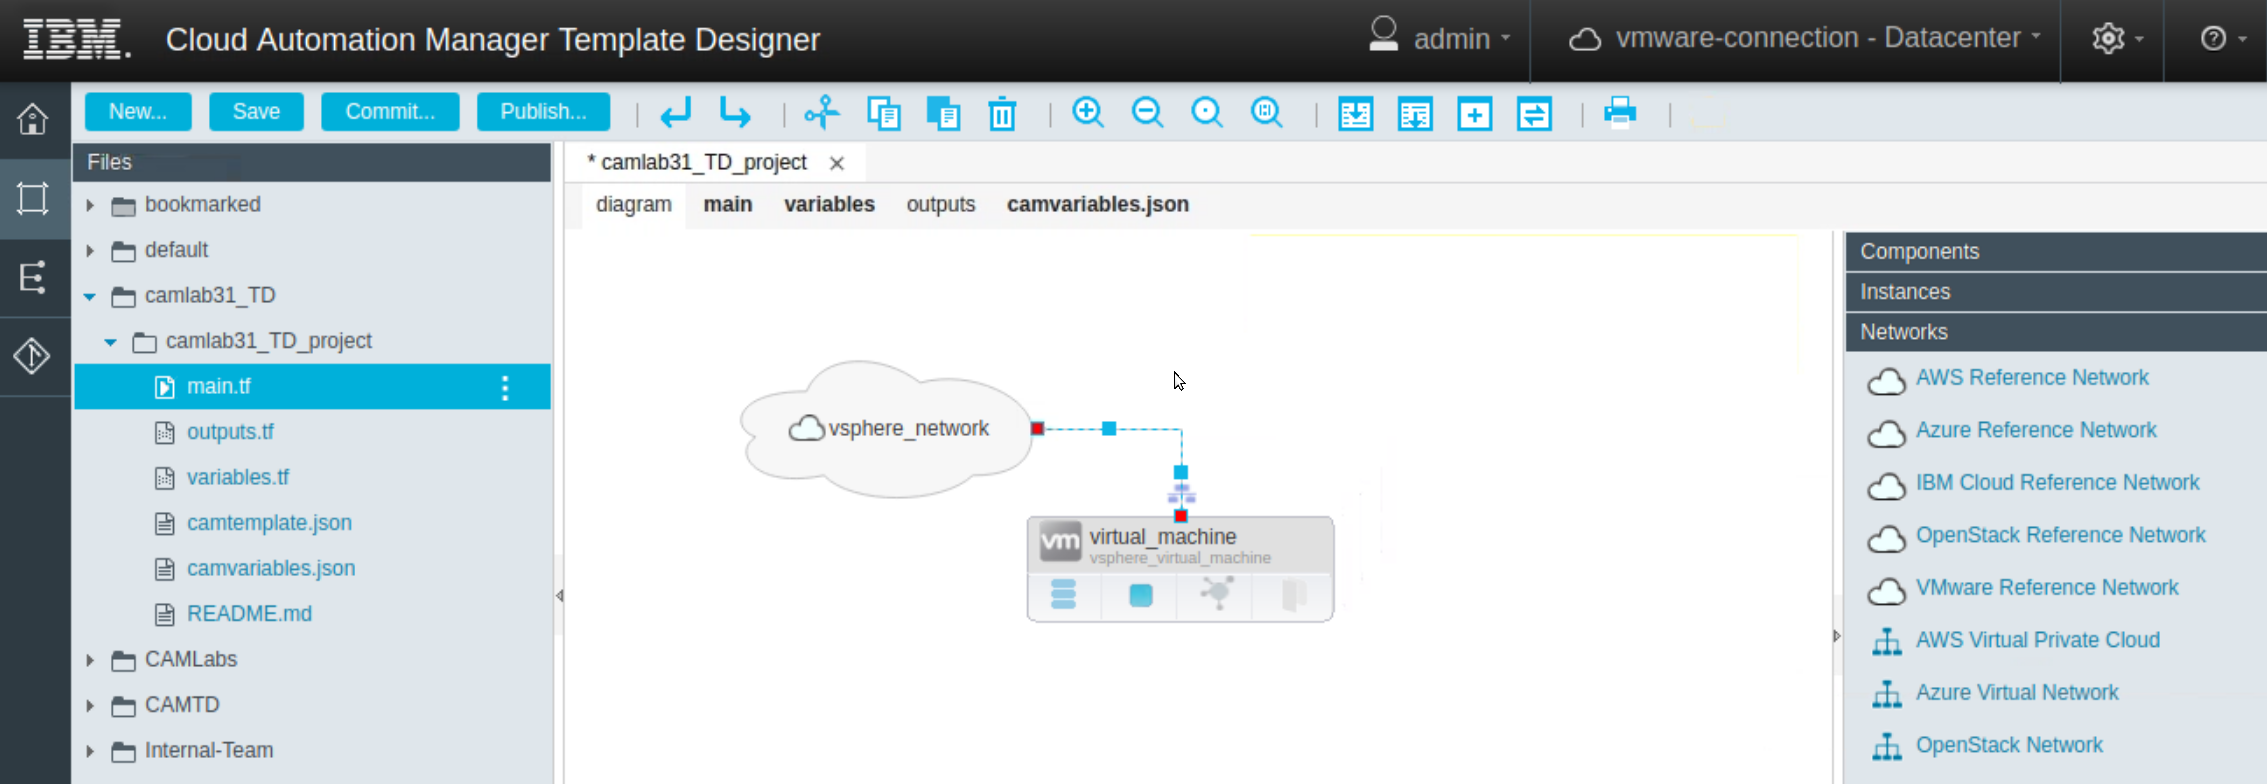 IBM. Cloud Automation Manager Template Designer admin vmware-connection - Datacenter
New... Save Commit... Publish...
Files
bookmarked
default
camlab31_TD
camlab31_TD_project
main.tf
outputs.tf
variables.tf
camtemplate.json
camvariables.json
README.md
CAMLabs
CAMTD
Internal-Team
* camlab31_TD_project
diagram main variables outputs camvariables.json
vsphere_network
vm virtual_machine
vsphere_virtual_machine
Components
Instances
Networks
AWS Reference Network
Azure Reference Network
IBM Cloud Reference Network
OpenStack Reference Network
VMware Reference Network
AWS Virtual Private Cloud
Azure Virtual Network
OpenStack Network